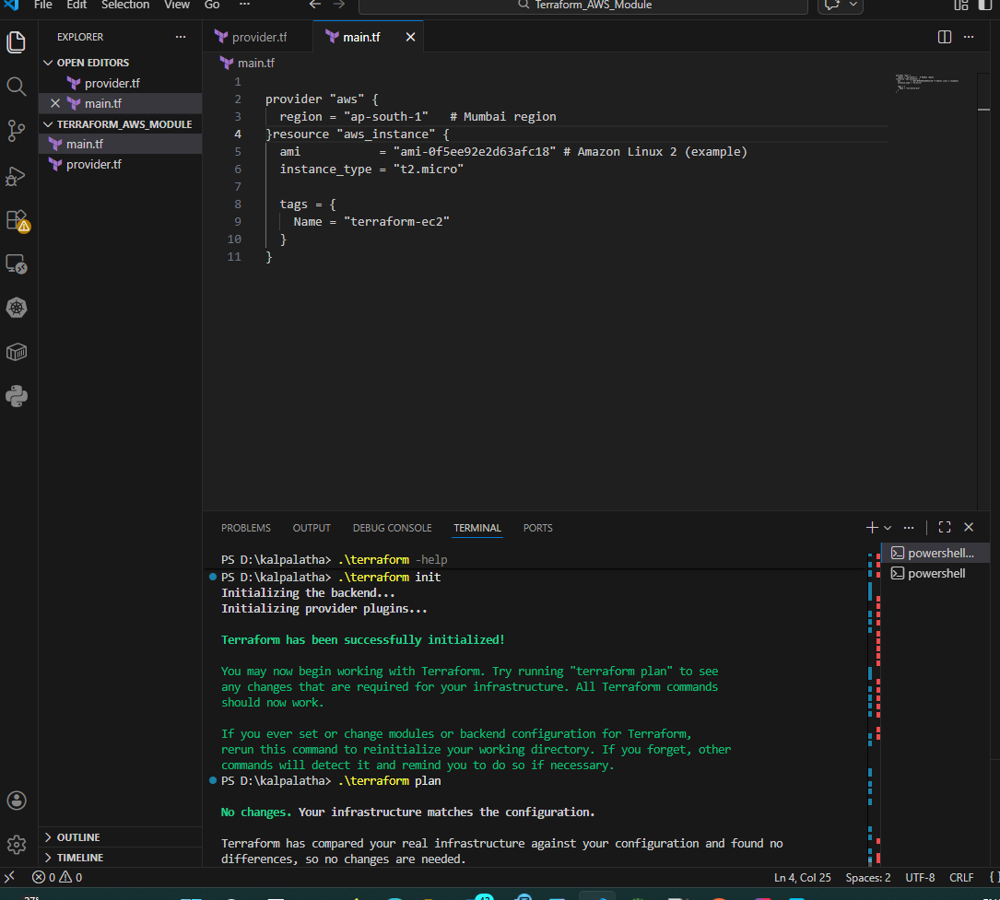 File Edit Selection View Go ... Terraform_AWS_Module
EXPLORER ...
OPEN EDITORS
provider.tf
main.tf
TERRAFORM_AWS_MODULE
main.tf
provider.tf
provider.tf main.tf
main.tf
1
2 provider "aws" {
3 region = "ap-south-1" # Mumbai region
4 }resource "aws_instance" {
5 ami = "ami-0f5ee92e2d63afc18" # Amazon Linux 2 (example)
6 instance_type = "t2.micro"
7
8 tags = {
9 Name = "terraform-ec2"
10 }
11 }
PROBLEMS OUTPUT DEBUG CONSOLE TERMINAL PORTS
PS D:\kalpalatha> .\terraform -help
PS D:\kalpalatha> .\terraform init
Initializing the backend...
Initializing provider plugins...
Terraform has been successfully initialized!
You may now begin working with Terraform. Try running "terraform plan" to see
any changes that are required for your infrastructure. All Terraform commands
should now work.
If you ever set or change modules or backend configuration for Terraform,
rerun this command to reinitialize your working directory. If you forget, other
commands will detect it and remind you to do so if necessary.
PS D:\kalpalatha> .\terraform plan
No changes. Your infrastructure matches the configuration.
Terraform has compared your real infrastructure against your configuration and found no
differences, so no changes are needed.
powershell...
powershell
OUTLINE
TIMELINE
0 0 Ln 4, Col 25 Spaces: 2 UTF-8 CRLF { }